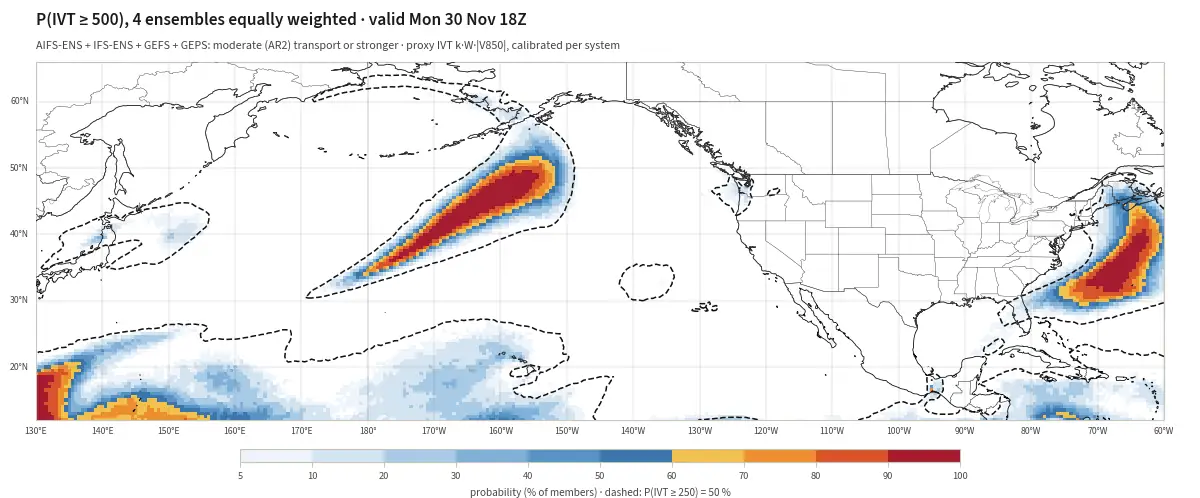 P(IVT ≥ 500), 4 ensembles equally weighted · valid Mon 30 Nov 18Z
AIFS-ENS + IFS-ENS + GEFS + GEPS: moderate (AR2) transport or stronger · proxy IVT k·W·|V850|, calibrated per system
60°N
50°N
40°N
30°N
20°N
130°E 140°E 150°E 160°E 170°E 180° 170°W 160°W 150°W 140°W 130°W 120°W 110°W 100°W 90°W 80°W 70°W 60°W
5 10 20 30 40 50 60 70 80 90 100
probability (% of members) · dashed: P(IVT ≥ 250) = 50 %